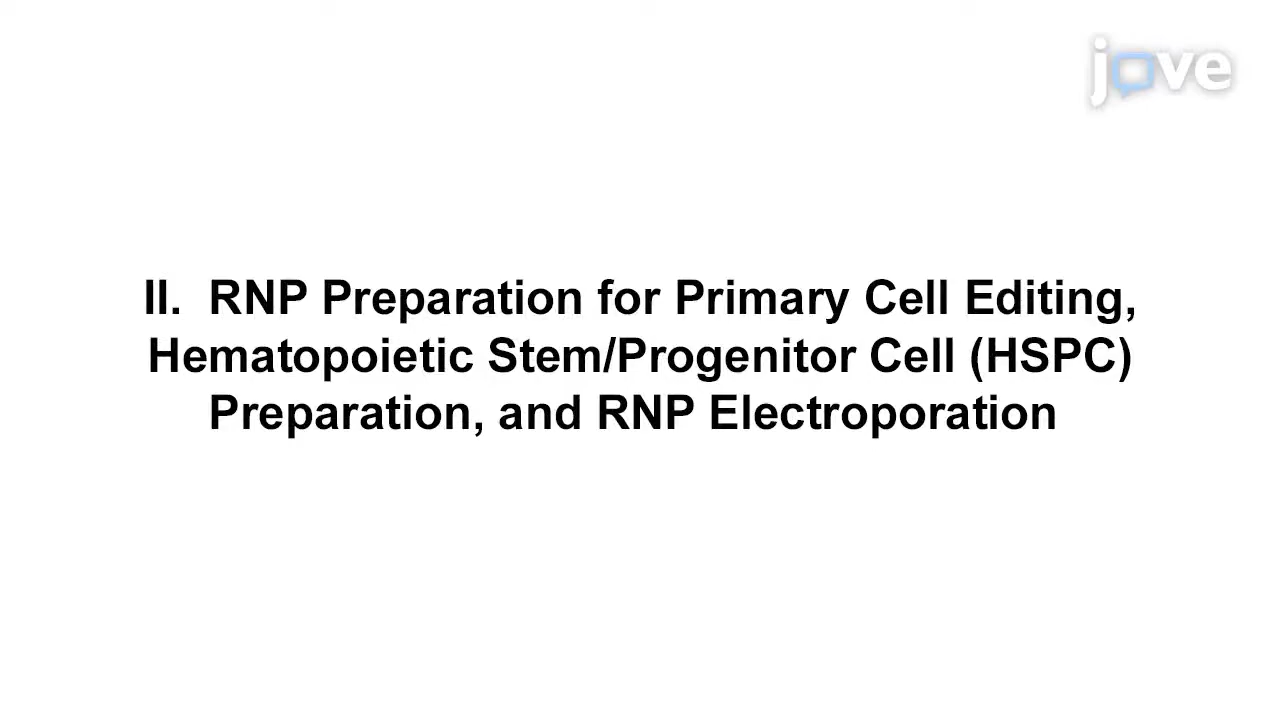 jove
II. RNP Preparation for Primary Cell Editing,
Hematopoietic Stem/Progenitor Cell (HSPC)
Preparation, and RNP Electroporation